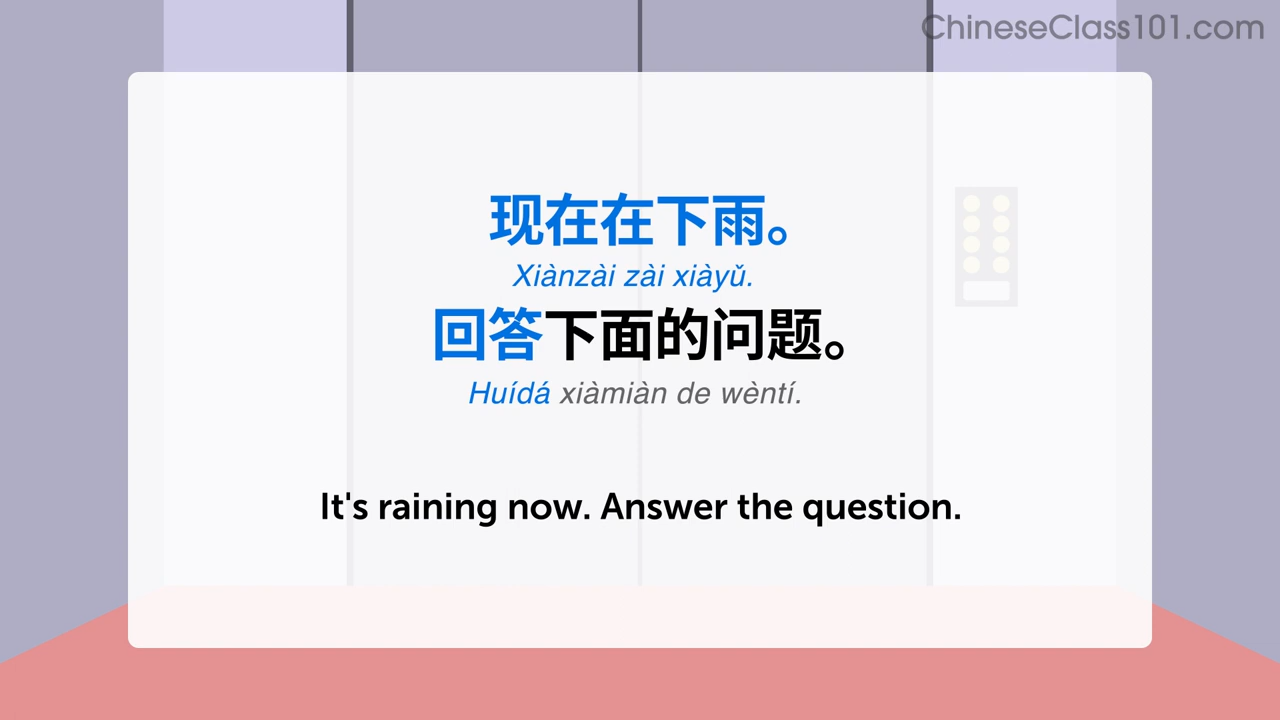 ChineseClass101.com
现在在下雨。
Xiànzài zài xiàyǔ.
回答下面的问题。
Huídá xiàmiàn de wèntí.
It's raining now. Answer the question.